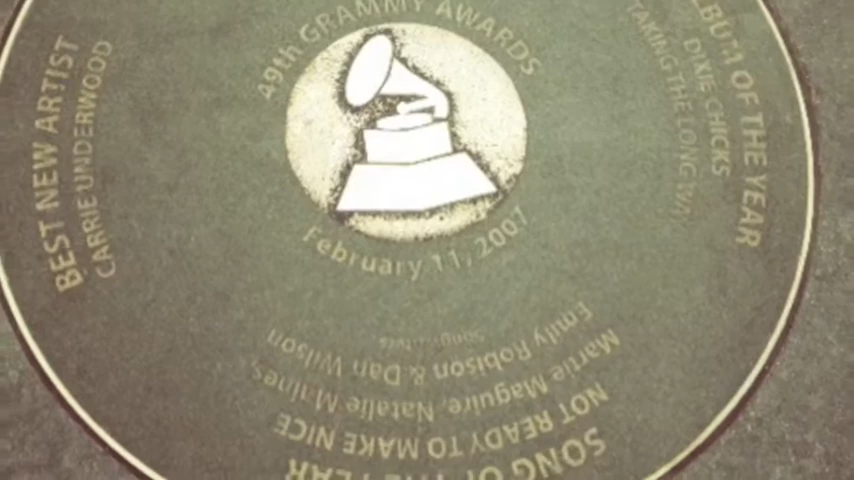 49th GRAMMY AWARDS
February 11, 2007
BEST NEW ARTIST
CARRIE UNDERWOOD
ALBUM OF THE YEAR
DIXIE CHICKS
TAKING THE LONG WAY
SONG OF THE YEAR
NOT READY TO MAKE NICE
Martie Maguire, Natalie Maines,
Emily Robison & Dan Wilson
Songwriters